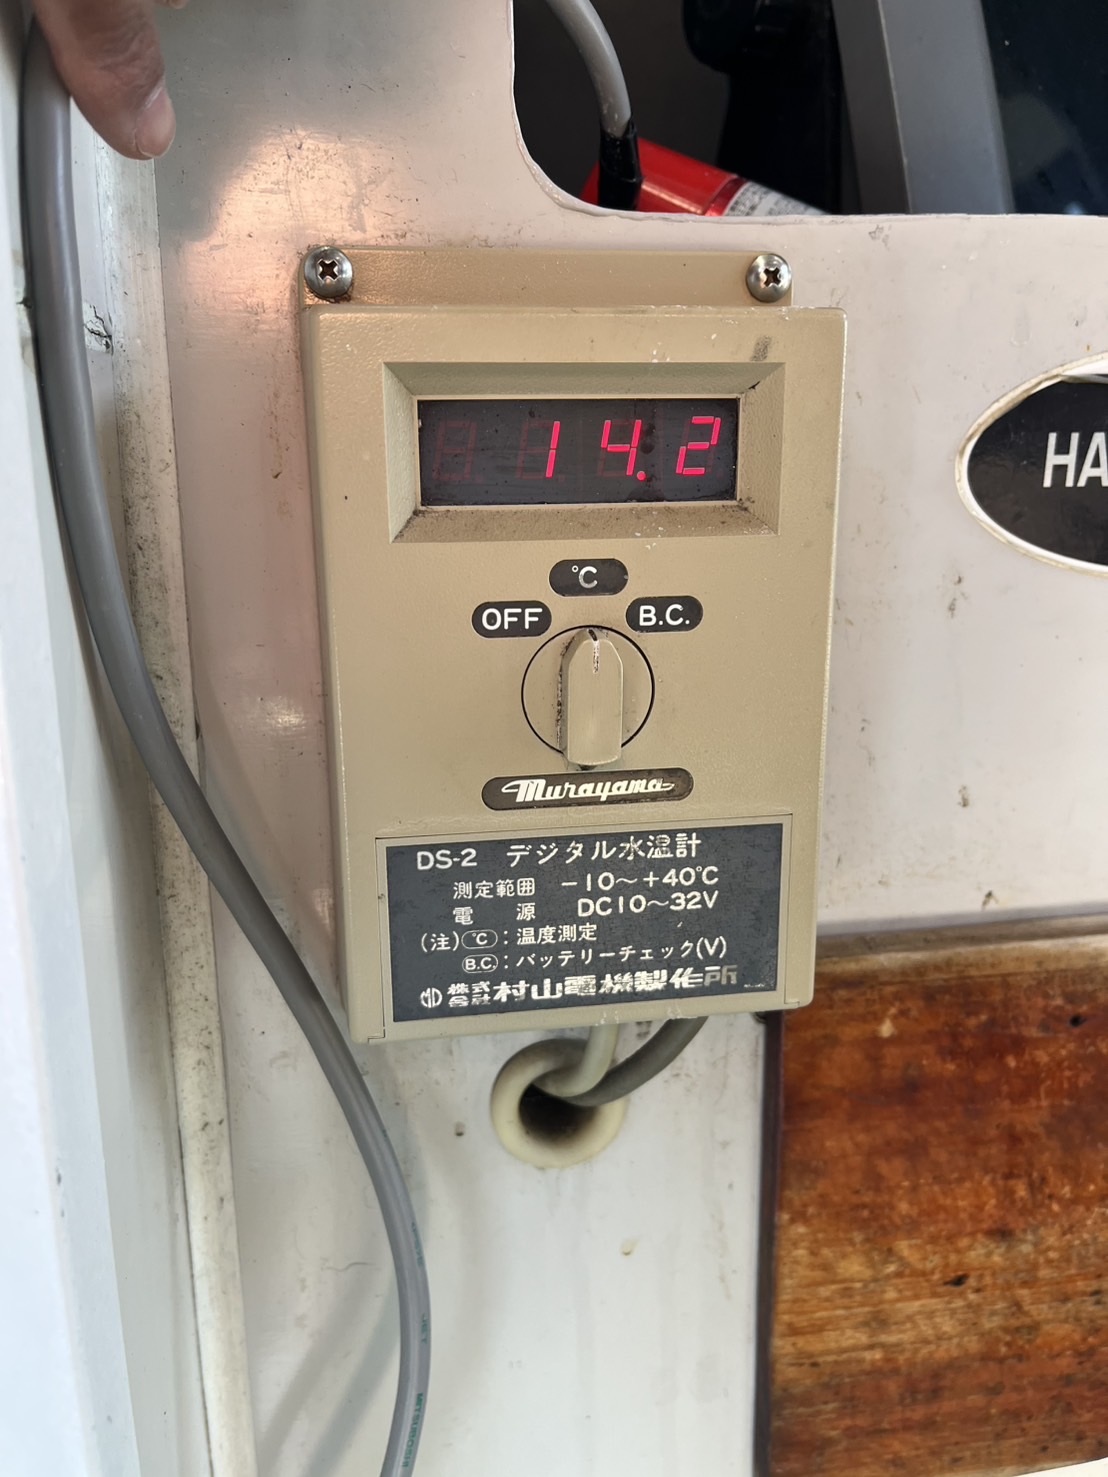 14.2
°C
OFF
B.C.
HA
Murayama
DS-2 デジタル水温計
測定範囲 -10~+40℃
電 源 DC10~32V
(注)℃:温度測定
B.C.:バッテリーチェック(V)
株式会社村山電機製作所